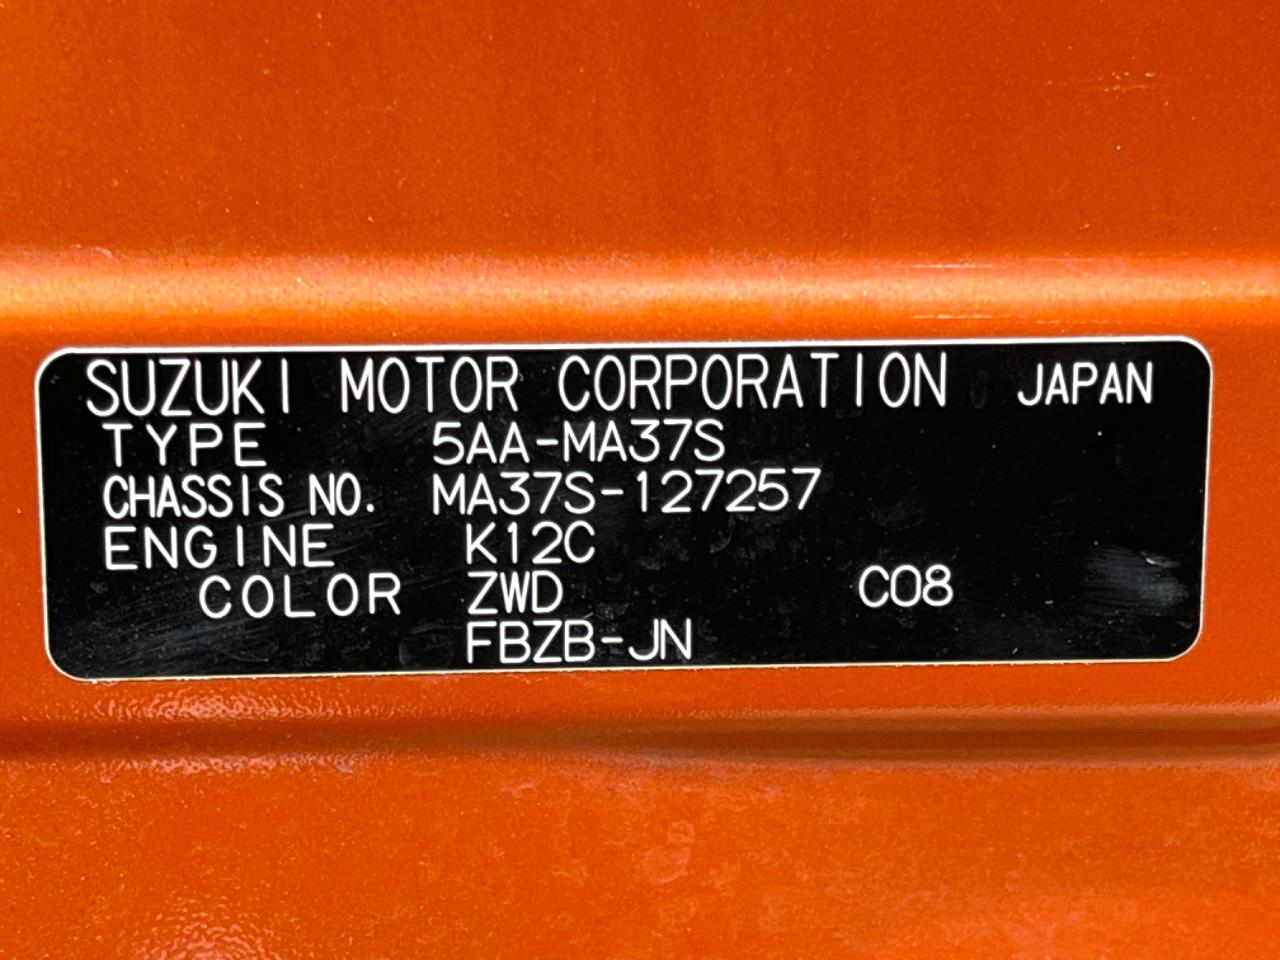 SUZUKI MOTOR CORPORATION JAPAN
TYPE 5AA-MA37S
CHASSIS NO. MA37S-127257
ENGINE K12C
COLOR ZWD C08
FBZB-JN